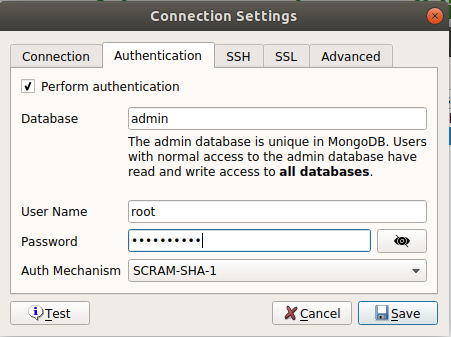 Connection Settings
Connection
Authentication
SSH
SSL
Advanced
Perform authentication
Database
admin
The admin database is unique in MongoDB. Users
with normal access to the admin database have
read and write access to all databases.
User Name
root
Password
••••••••••
Auth Mechanism
SCRAM-SHA-1
Test
Cancel
Save